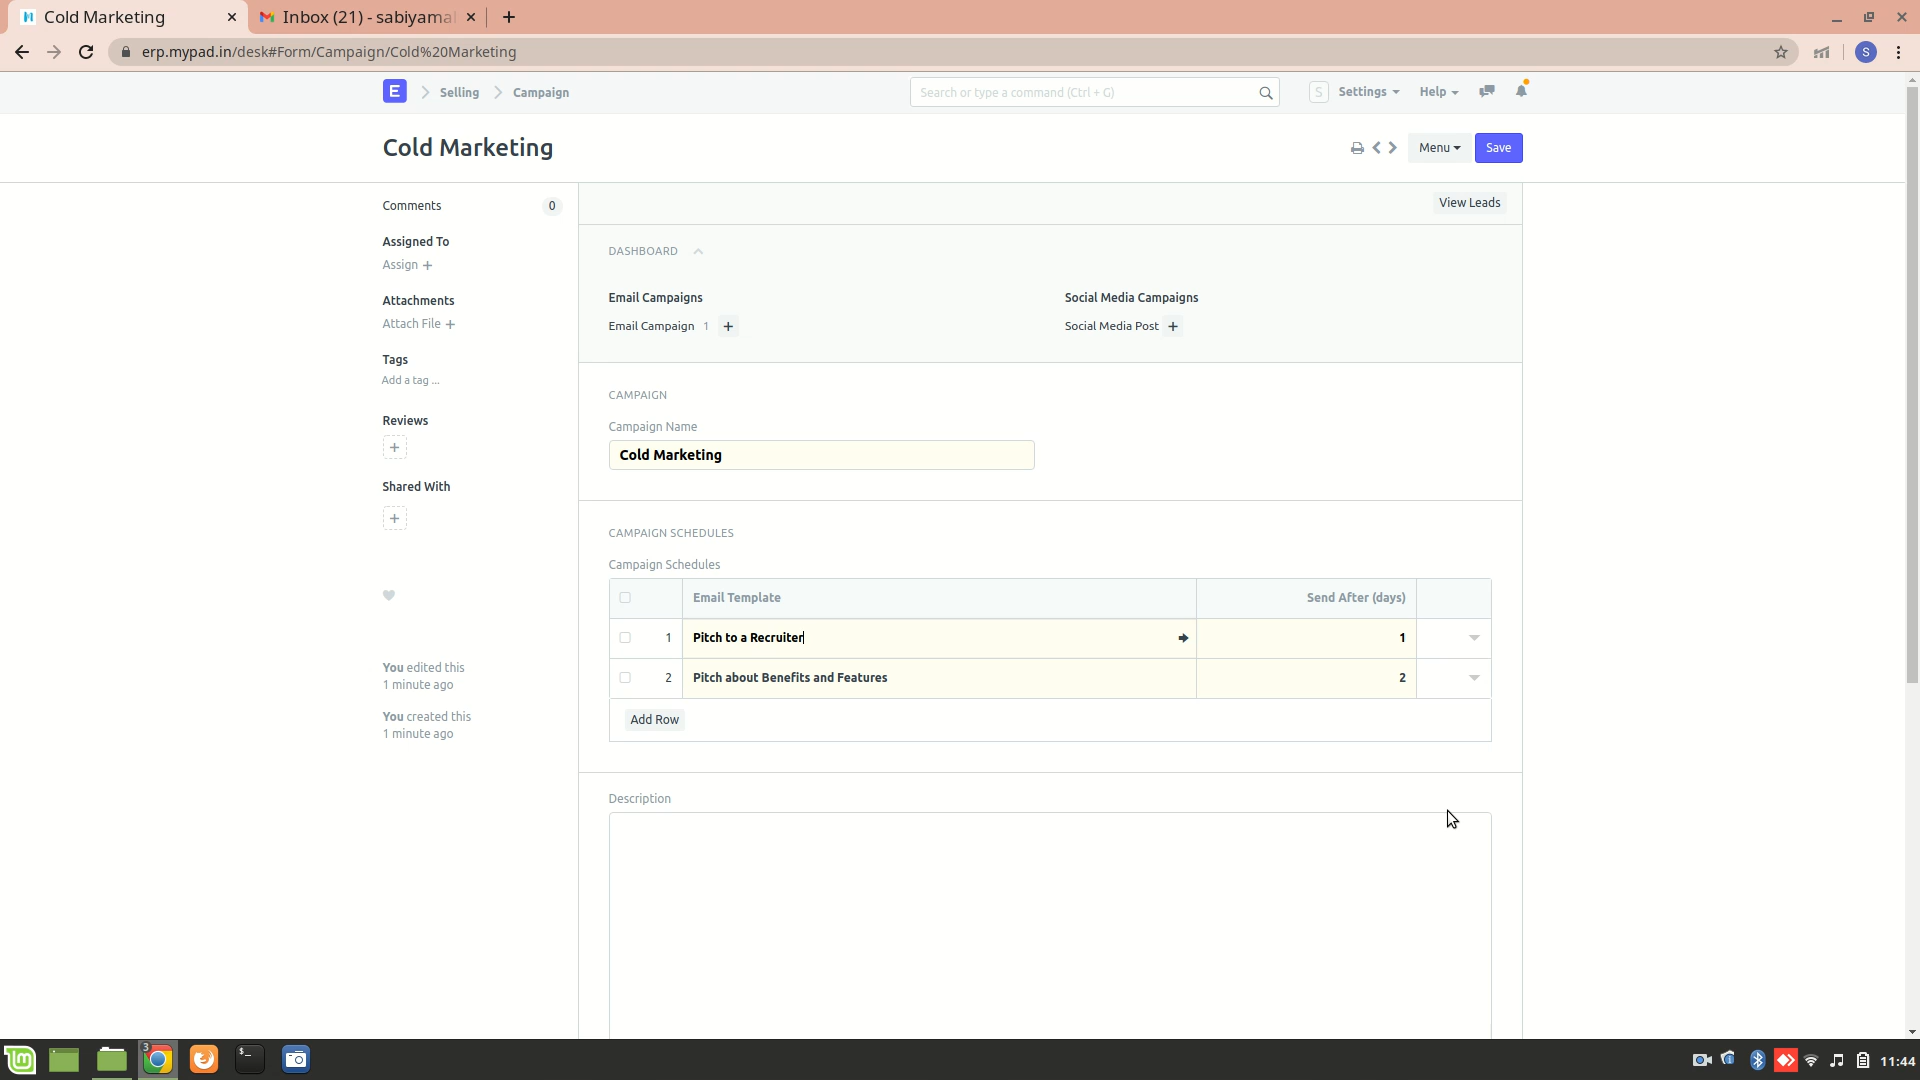 Cold Marketing
Inbox (21) - sabiyama
erp.mypad.in/desk#Form/Campaign/Cold%20Marketing
S
E
Selling
Campaign
Search or type a command (Ctrl + G)
S
Settings
Help
Cold Marketing
Menu
Save
Comments
0
View Leads
Assigned To
Assign +
Attachments
Attach File +
Tags
Add a tag ...
Reviews
+
Shared With
+
You edited this
1 minute ago
You created this
1 minute ago
DASHBOARD
Email Campaigns
Social Media Campaigns
Email Campaign 1 +
Social Media Post +
CAMPAIGN
Campaign Name
Cold Marketing
CAMPAIGN SCHEDULES
Campaign Schedules
Email Template
Send After (days)
1 Pitch to a Recruiter 1
2 Pitch about Benefits and Features 2
Add Row
Description
3
11:44